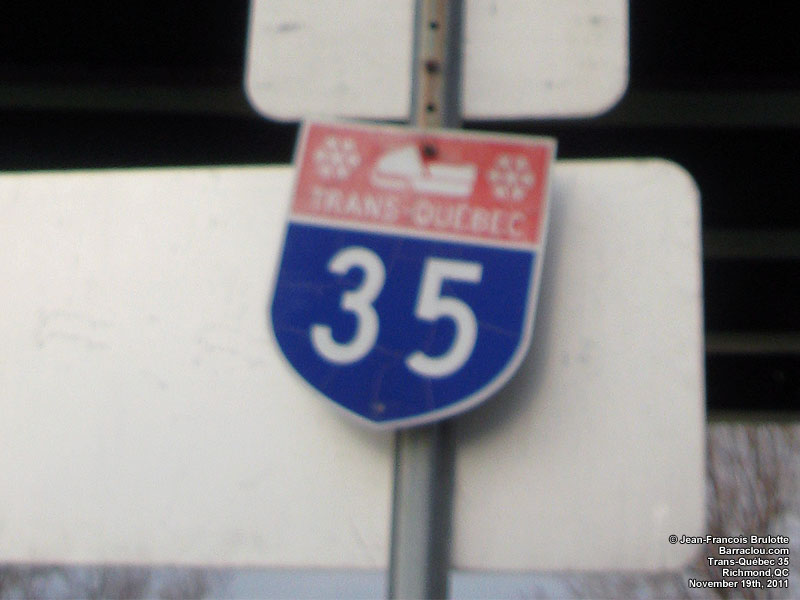 TRANS-QUÉBEC
35
© Jean-Francois Brulotte
Barraclou.com
Trans-Québec 35
Richmond,QC
November 19th, 2011